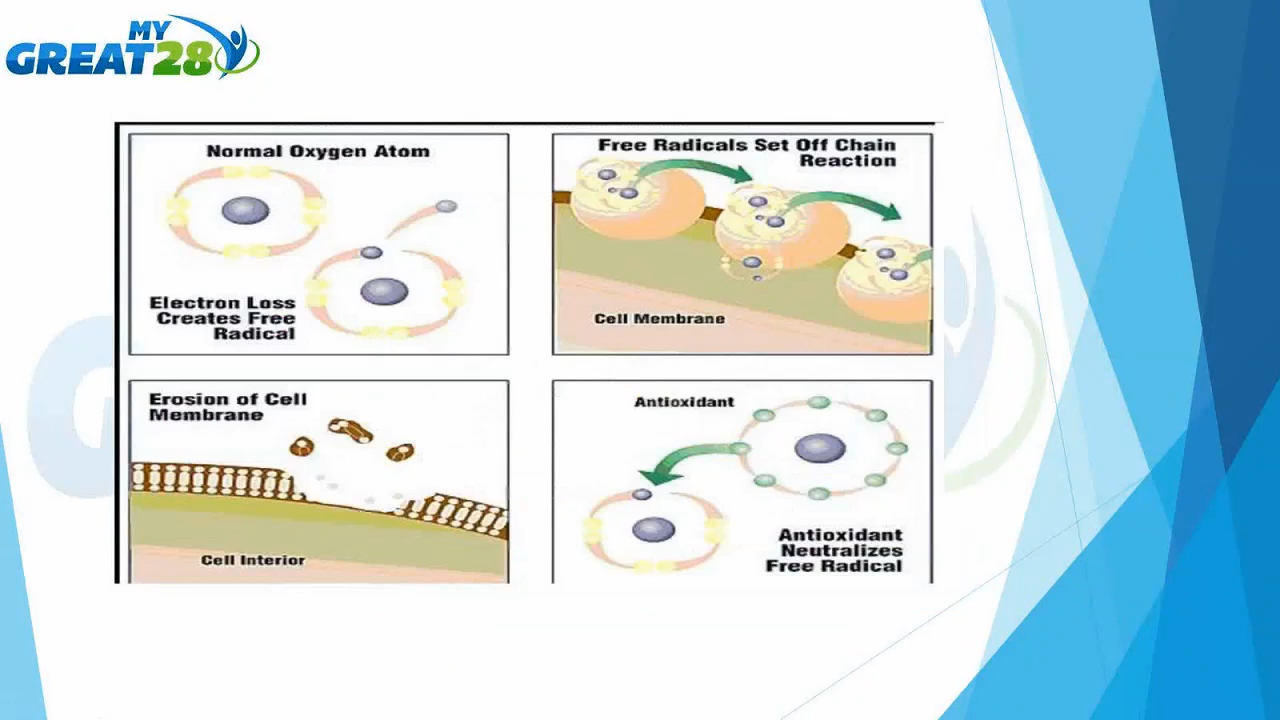 MY
GREAT28
Normal Oxygen Atom
Electron Loss
Creates Free
Radical
Free Radicals Set Off Chain
Reaction
Cell Membrane
Erosion of Cell
Membrane
Cell Interior
Antioxidant
Antioxidant
Neutralizes
Free Radical